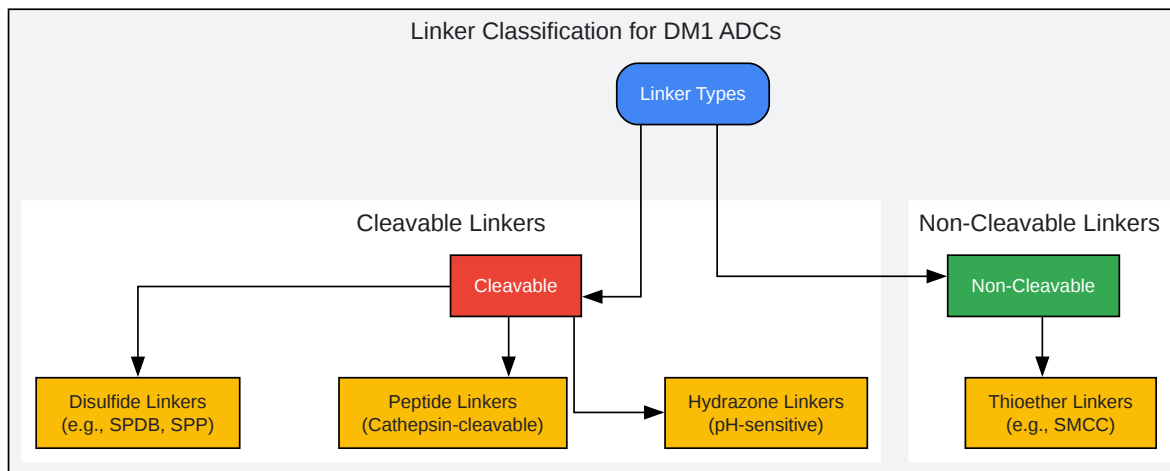 Linker Classification for DM1 ADCs
Linker Types
Cleavable Linkers
Non-Cleavable Linkers
Cleavable
Non-Cleavable
Disulfide Linkers
(e.g., SPDB, SPP)
Peptide Linkers
(Cathepsin-cleavable)
Hydrazone Linkers
(pH-sensitive)
Thioether Linkers
(e.g., SMCC)